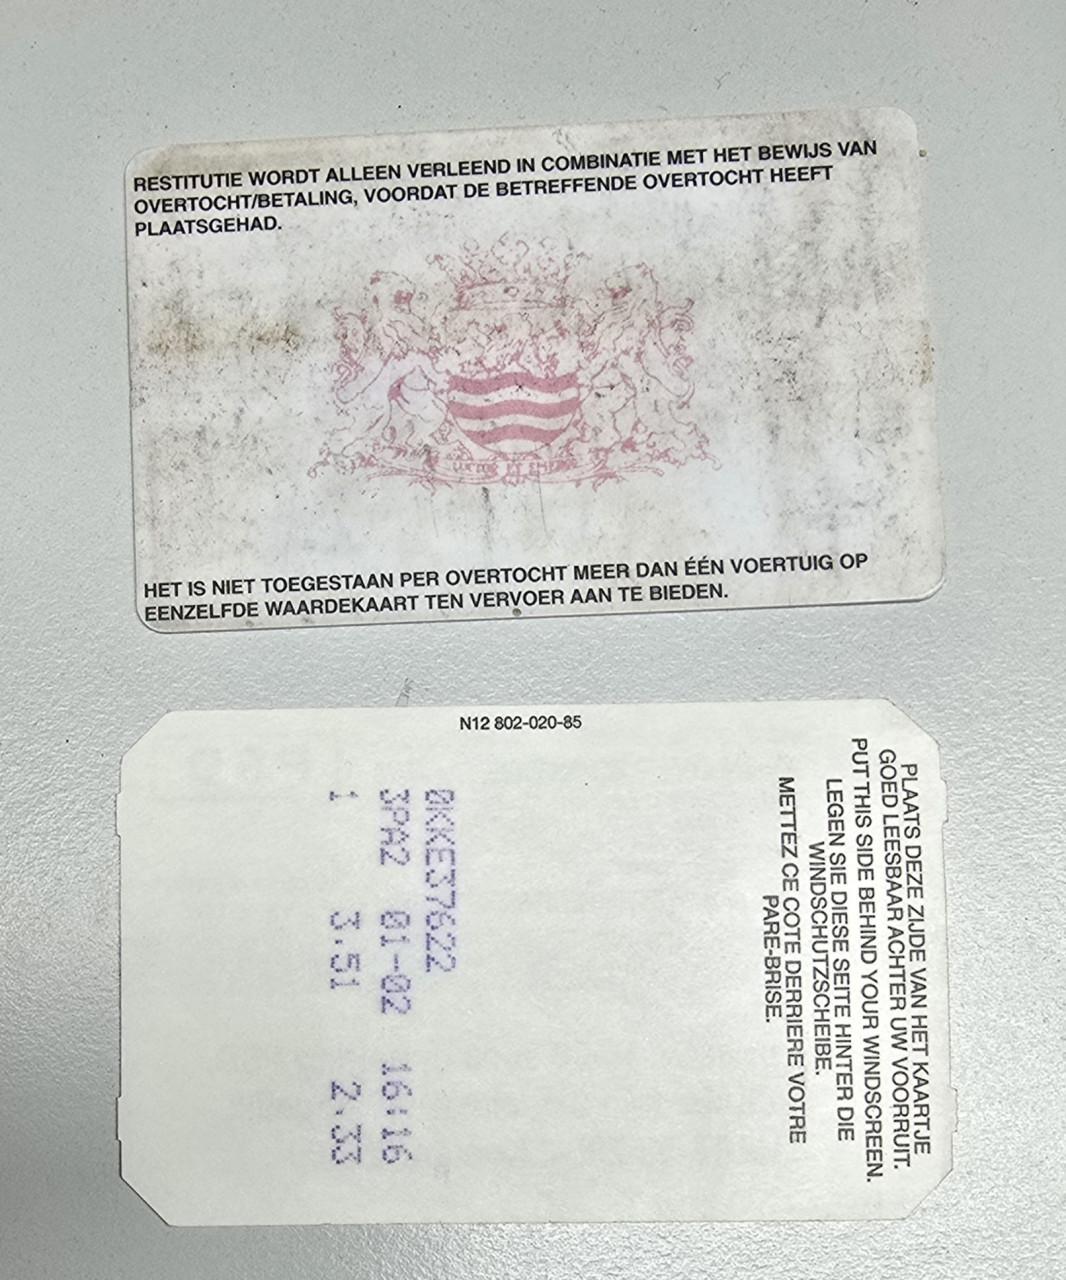 RESTITUTIE WORDT ALLEEN VERLEEND IN COMBINATIE MET HET BEWIJS VAN
OVERTOCHT/BETALING, VOORDAT DE BETREFFENDE OVERTOCHT HEEFT
PLAATSGEHAD.
LUCTOR ET EMERGO
HET IS NIET TOEGESTAAN PER OVERTOCHT MEER DAN ÉÉN VOERTUIG OP
EENZELFDE WAARDEKAART TEN VERVOER AAN TE BIEDEN.
N12 802-020-85
PLAATS DEZE ZIJDE VAN HET KAARTJE
GOED LEESBAAR ACHTER UW VOORRUIT.
PUT THIS SIDE BEHIND YOUR WINDSCREEN.
LEGEN SIE DIESE SEITE HINTER DIE
WINDSCHUTZSCHEIBE.
METTEZ CE COTE DERRIERE VOTRE
PARE-BRISE.
0KKE37622
3PA2 01-02 16:16
1 3.51 2.33